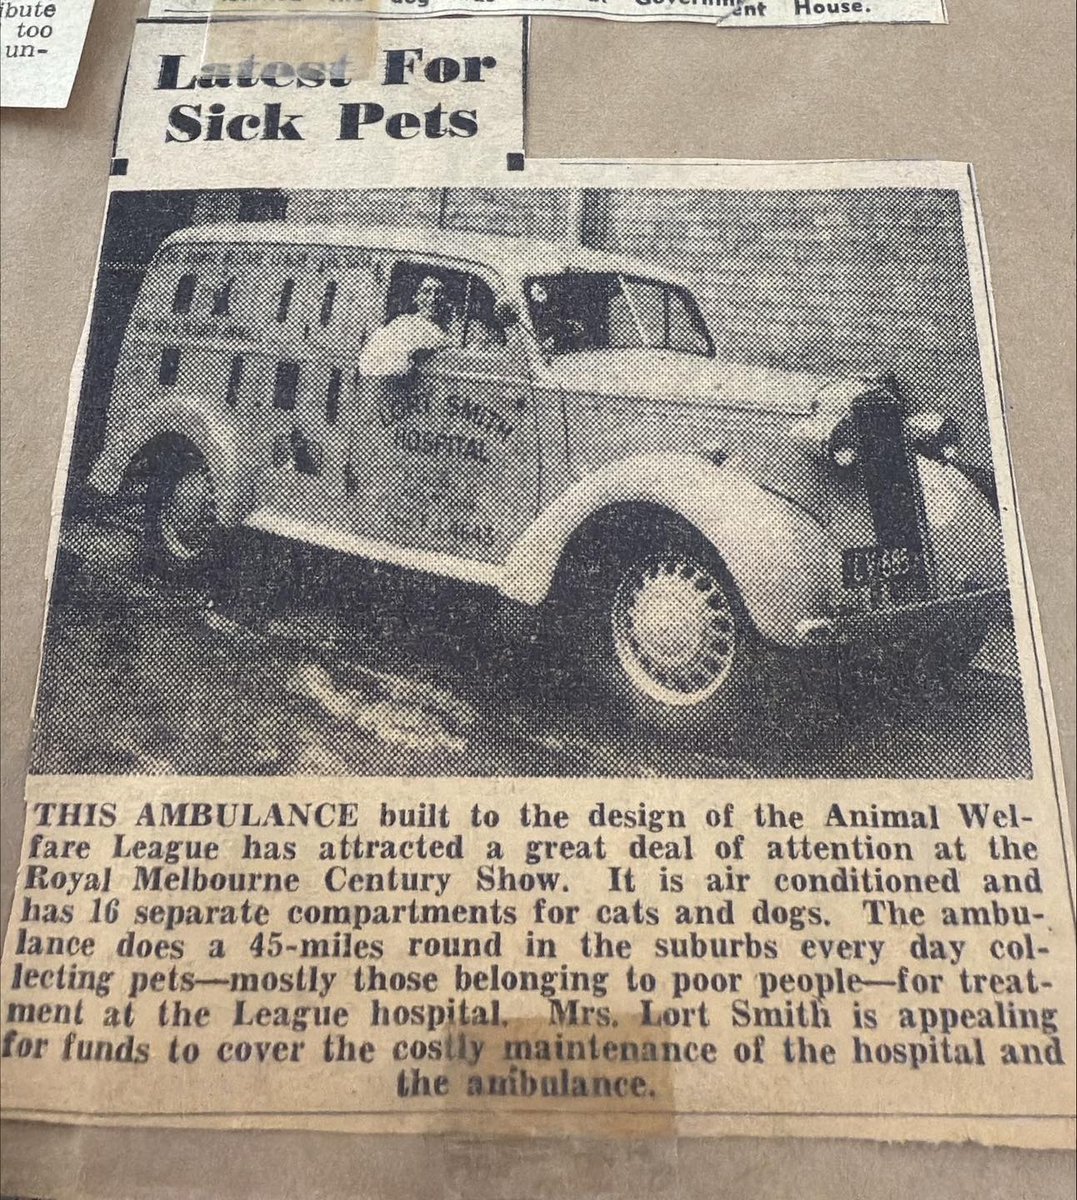 ibute
too
un-
House.
Latest For
Sick Pets
LORT SMITH
HOSPITAL
THIS AMBULANCE built to the design of the Animal Wel-
fare League has attracted a great deal of attention at the
Royal Melbourne Century Show. It is air conditioned and
has 16 separate compartments for cats and dogs. The ambu-
lance does a 45-miles round in the suburbs every day col-
lecting pets—mostly those belonging to poor people—for treat-
ment at the League hospital. Mrs. Lort Smith is appealing
for funds to cover the costly maintenance of the hospital and
the ambulance.